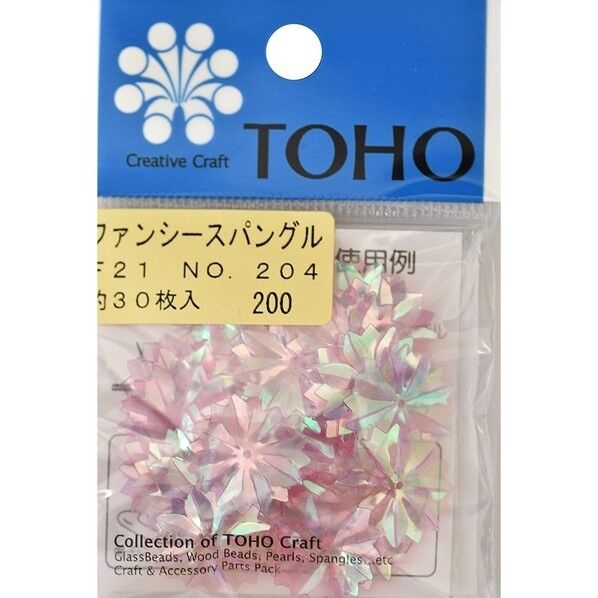 Creative Craft
TOHO
ファンシースパングル
F21 NO. 204
約30枚入 200
使用例
Collection of TOHO Craft
GlassBeads, Wood Beads, Pearls, Spangles...etc
Craft & Accessory Parts Pack